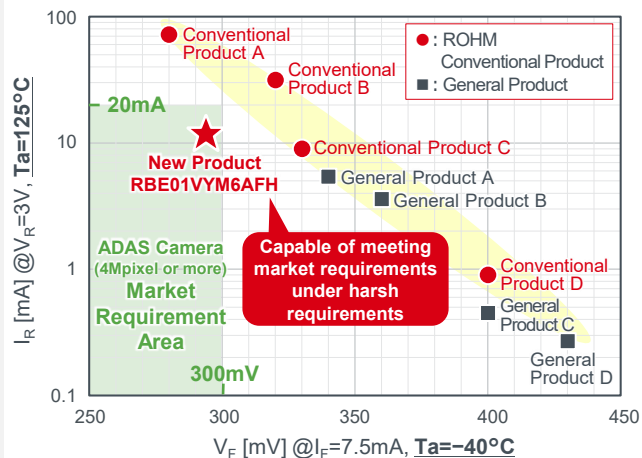 100
10
1
0.1
I_R [mA] @V_R=3V, Ta=125°C
Conventional
Product A
Conventional
Product B
: ROHM
Conventional Product
: General Product
20mA
New Product
RBE01VYM6AFH
Conventional Product C
General Product A
General Product B
ADAS Camera
(4Mpixel or more)
Market
Requirement
Area
300mV
Capable of meeting
market requirements
under harsh
requirements
Conventional
Product D
General
Product C
General
Product D
250
300
350
400
450
V_F [mV] @I_F=7.5mA, Ta=−40°C